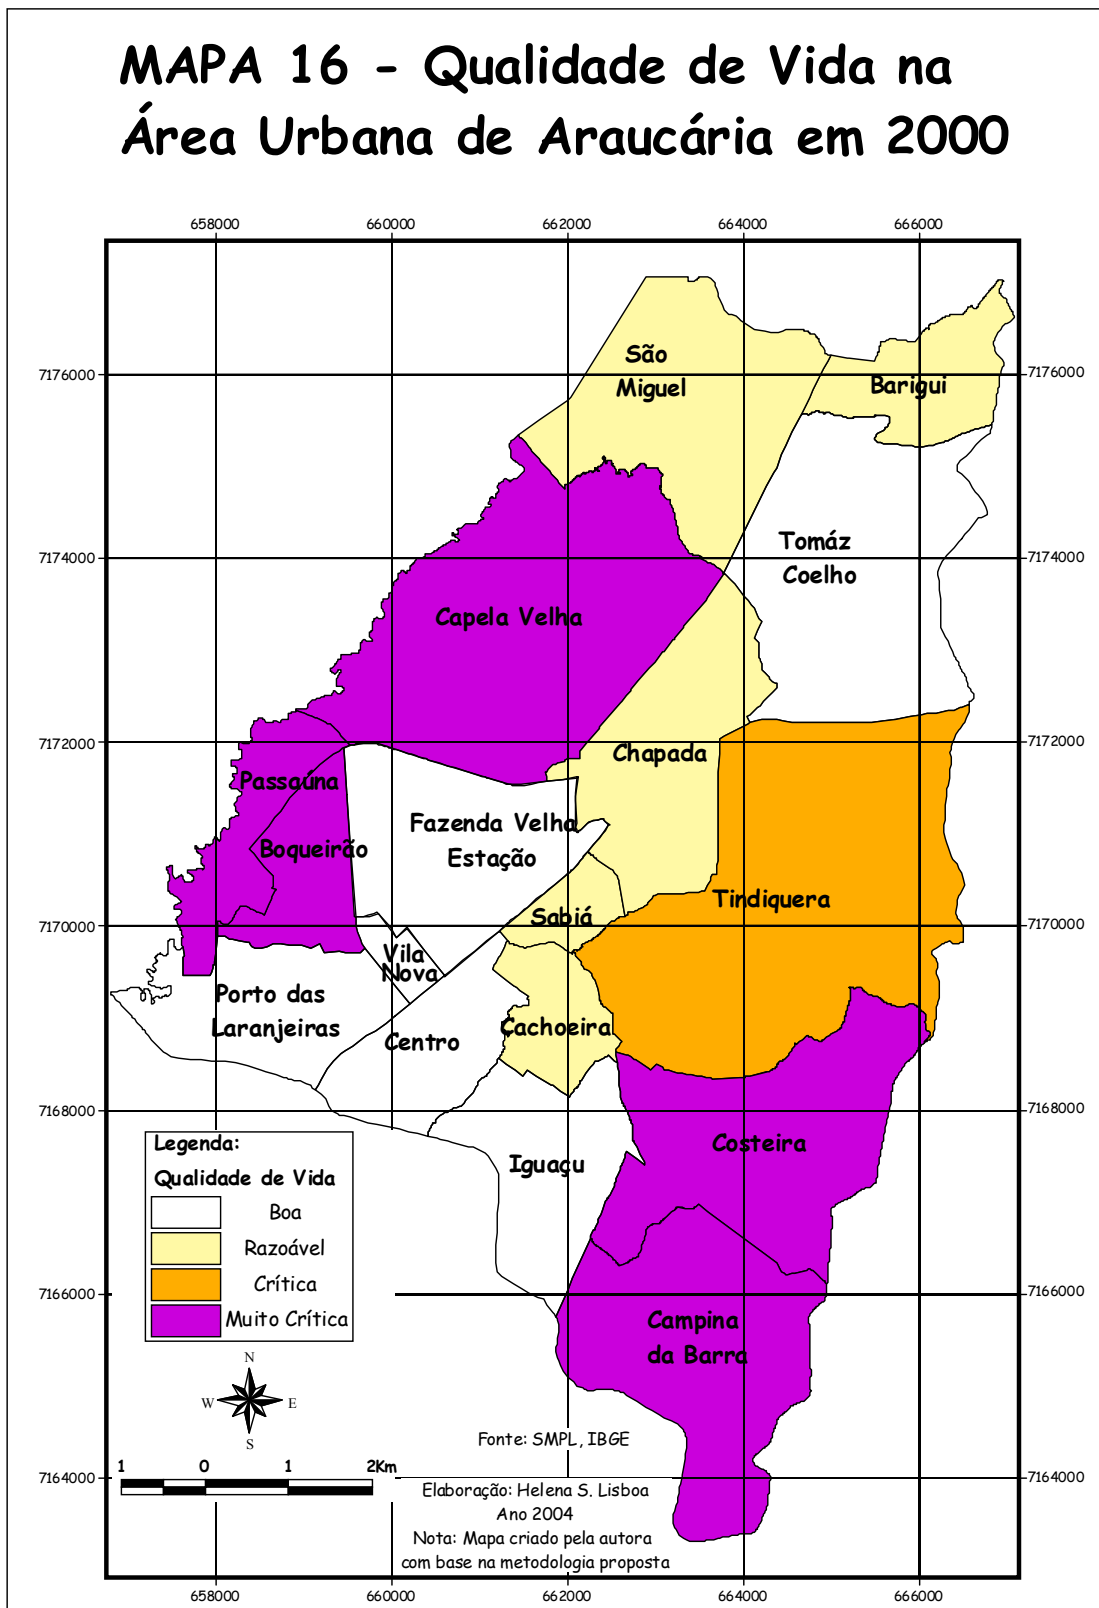 MAPA 16 - Qualidade de Vida na
Área Urbana de Araucária em 2000
658000
660000
662000
664000
666000
7176000
7176000
São
Miguel
Barigui
Tomáz
Coelho
7174000
7174000
Capela Velha
7172000
7172000
Chapada
Passaúna
Fazenda Velha
Estação
Boqueirão
Tindiquera
Sabiá
7170000
7170000
Vila
Nova
Porto das
Laranjeiras
Cachoeira
Centro
7168000
7168000
Costeira
Iguaçu
Legenda:
Qualidade de Vida
Boa
Razoável
Crítica
Muito Crítica
7166000
7166000
Campina
da Barra
N
W
E
S
Fonte: SMPL, IBGE
1
0
1
2Km
7164000
7164000
Elaboração: Helena S. Lisboa
Ano 2004
Nota: Mapa criado pela autora
com base na metodologia proposta
658000
660000
662000
664000
666000